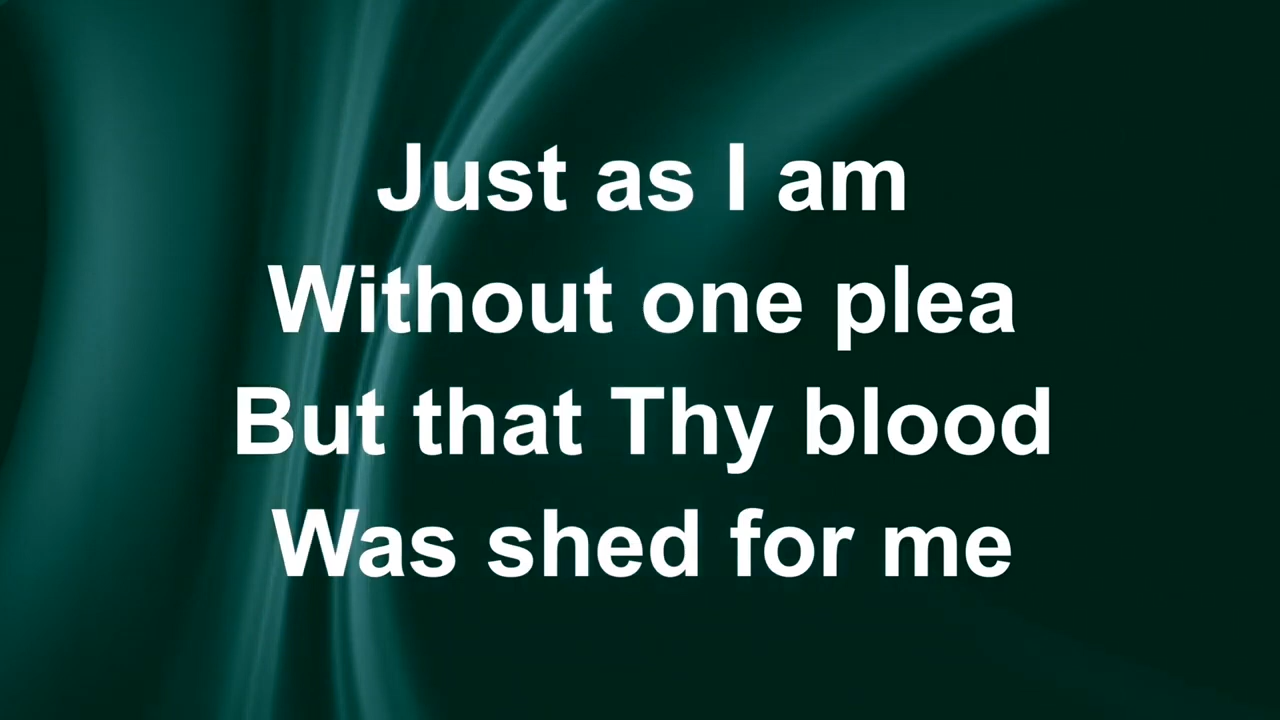 Just as I am
Without one plea
But that Thy blood
Was shed for me